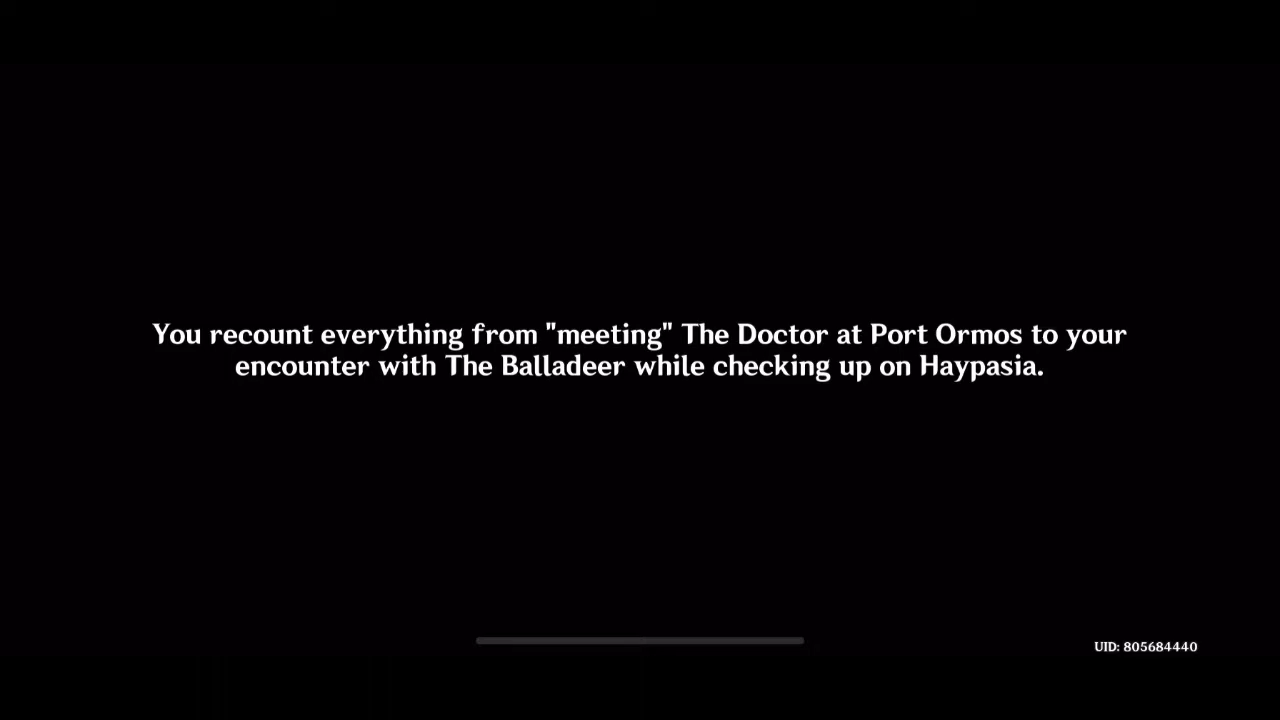 You recount everything from "meeting" The Doctor at Port Ormos to your
encounter with The Balladeer while checking up on Haypasia.
UID: 805684440